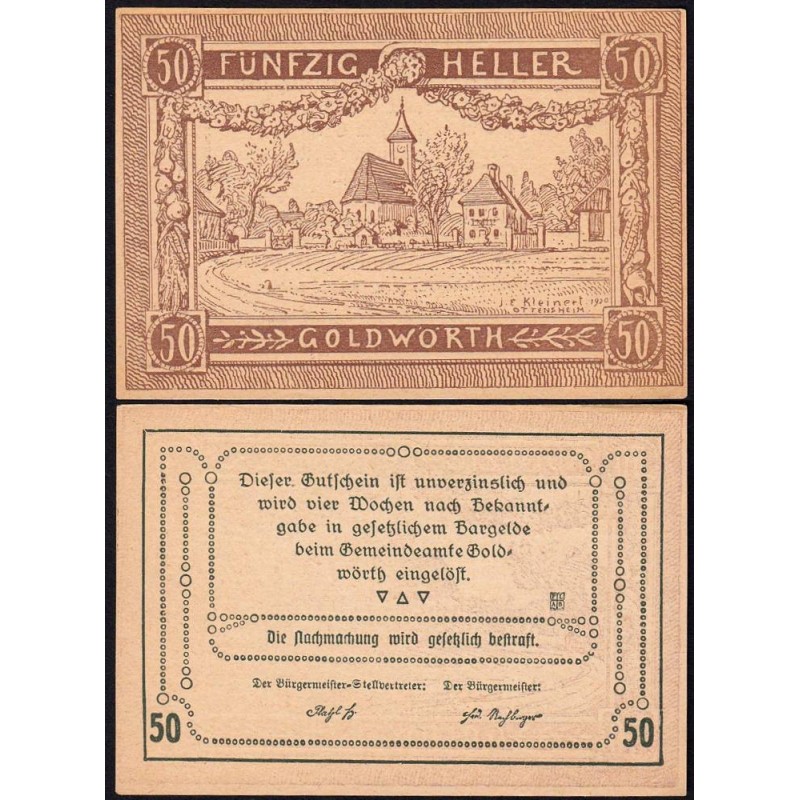 50 FÜNFZIG HELLER 50
J. E. Kleinert 1920
OTTENSHEIM
50 GOLDWÖRTH 50
Dieser Gutschein ist unverzinslich und
wird vier Wochen nach Bekannt-
gabe in gesetzlichem Bargelde
beim Gemeindeamte Gold-
wörth eingelöst.
Die Nachmachung wird gesetzlich bestraft.
Der Bürgermeister-Stellvertreter: Der Bürgermeister:
50 50